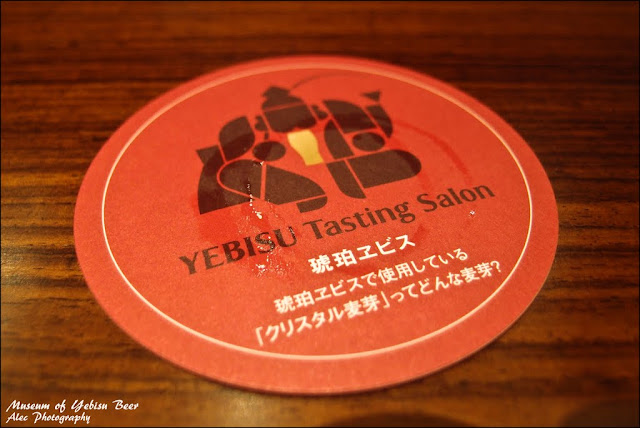 YEBISU Tasting Salon
琥珀ヱビス
琥珀ヱビスで使用している
「クリスタル麦芽」ってどんな麦芽?
Museum of Yebisu Beer
Alec Photography